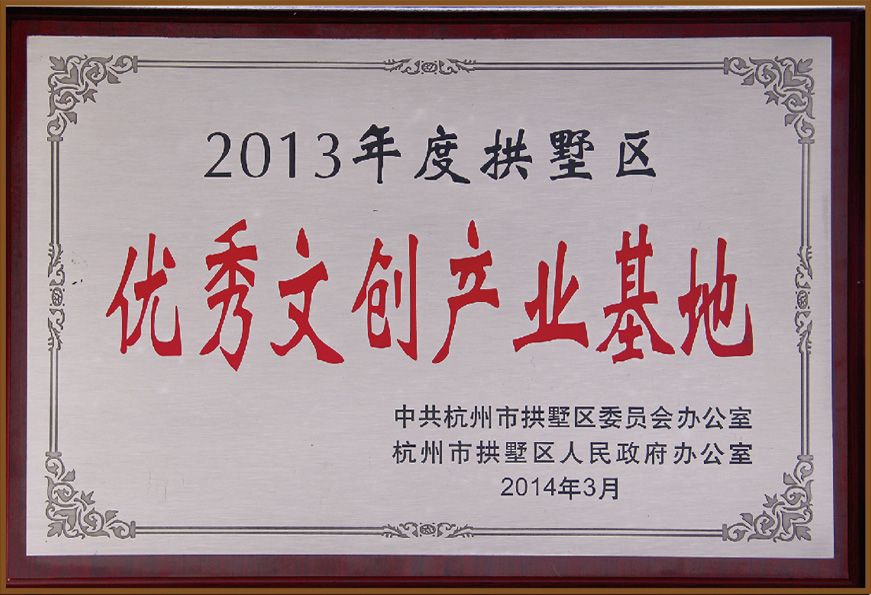 2013年度拱墅区
优秀文创产业基地
中共杭州市拱墅区委员会办公室
杭州市拱墅区人民政府办公室
2014年3月